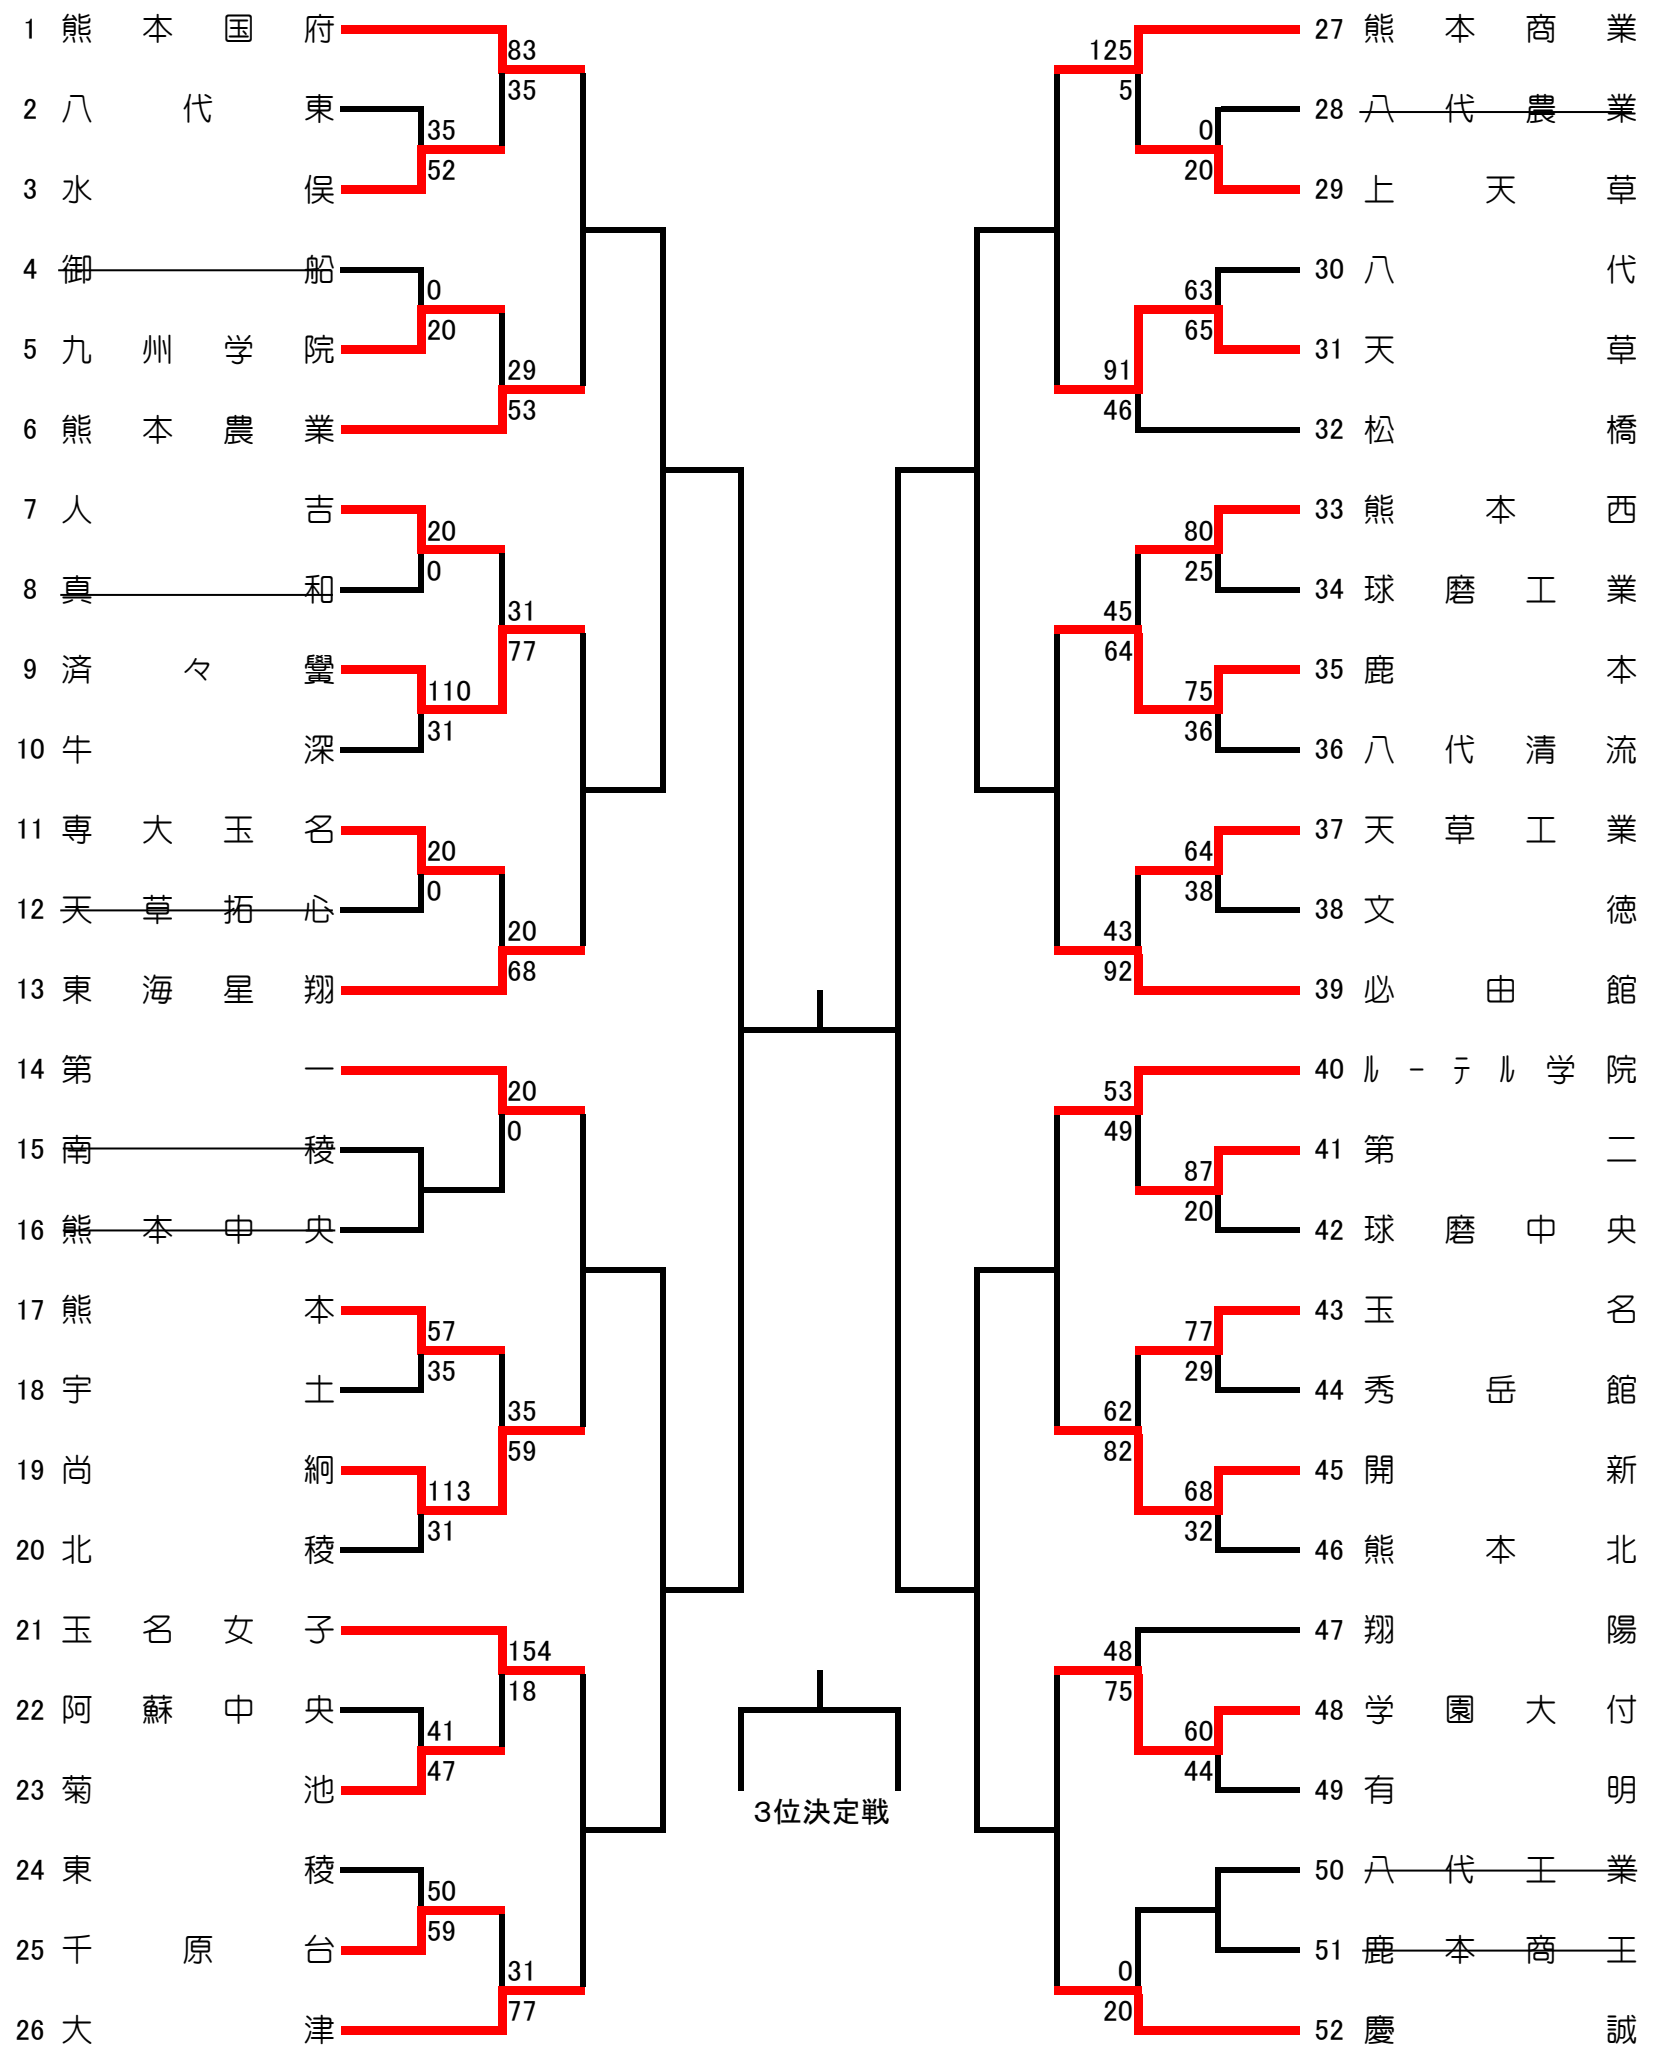 1 熊本国府
83
35
2 八代東
35
52
3 水俣
4 御船
0
20
5 九州学院
29
53
6 熊本農業
7 人吉
20
0
8 真和
31
77
9 済々黌
110
31
10 牛深
11 専大玉名
20
0
12 天草拓心
20
68
13 東海星翔
14 第一
20
0
15 南稜
16 熊本中央
17 熊本
57
35
18 宇土
35
59
19 尚絅
113
31
20 北稜
21 玉名女子
154
18
22 阿蘇中央
41
47
23 菊池
24 東稜
50
59
25 千原台
31
77
26 大津
3位決定戦
27 熊本商業
125
5
28 八代農業
0
20
29 上天草
30 八代
63
65
31 天草
91
46
32 松橋
33 熊本西
80
25
34 球磨工業
45
64
35 鹿本
75
36
36 八代清流
37 天草工業
64
38
38 文徳
43
92
39 必由館
40 ﾙｰﾃﾙ学院
53
49
41 第二
87
20
42 球磨中央
43 玉名
77
29
44 秀岳館
62
82
45 開新
68
32
46 熊本北
47 翔陽
48
75
48 学園大付
60
44
49 有明
50 八代工業
51 鹿本商工
0
20
52 慶誠